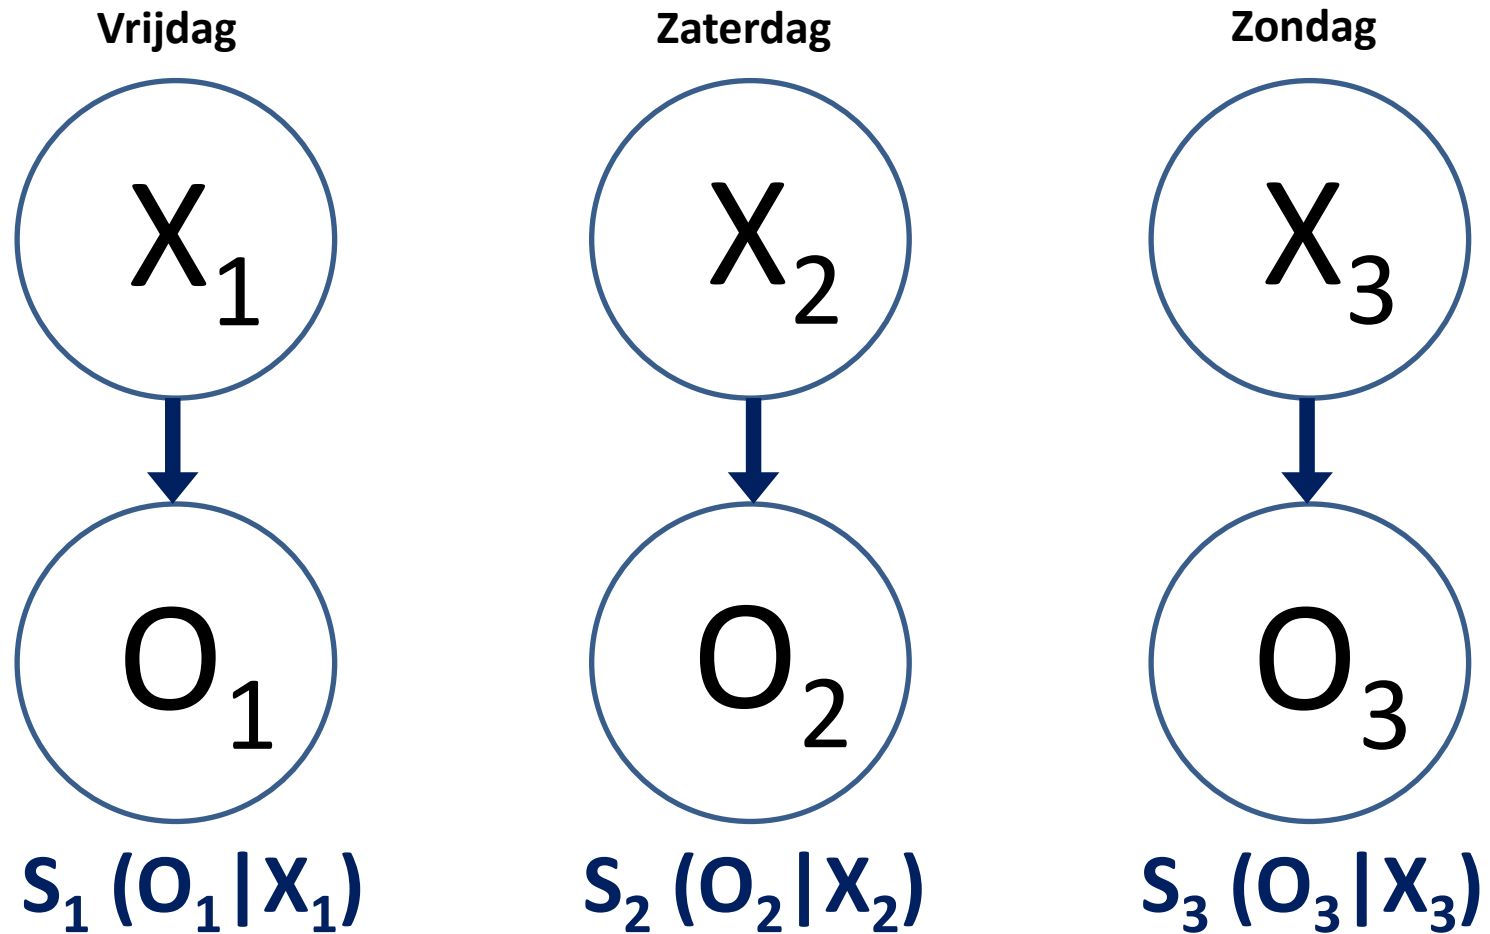 Vrijdag
Zaterdag
Zondag
X₁
X₂
X₃
O₁
O₂
O₃
S₁ (O₁|X₁)
S₂ (O₂|X₂)
S₃ (O₃|X₃)